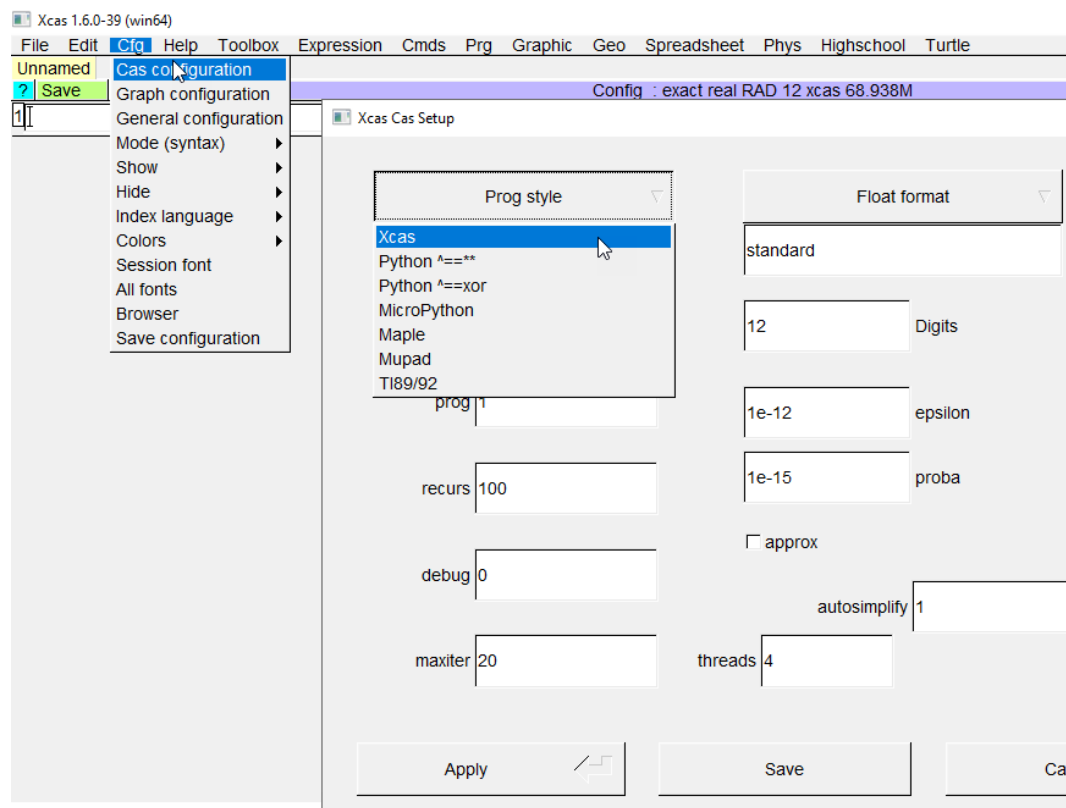 Xcas 1.6.0-39 (win64)
File Edit Cfg Help Toolbox Expression Cmds Prg Graphic Geo Spreadsheet Phys Highschool Turtle
Unnamed
? Save
Config : exact real RAD 12 xcas 68.938M
1
Cas configuration
Graph configuration
General configuration
Mode (syntax)
Show
Hide
Index language
Colors
Session font
All fonts
Browser
Save configuration
Xcas Cas Setup
Prog style
Xcas
Python ^==**
Python ^==xor
MicroPython
Maple
Mupad
TI89/92
prog 1
recurs 100
debug 0
maxiter 20
Float format
standard
12 Digits
1e-12 epsilon
1e-15 proba
approx
autosimplify 1
threads 4
Apply
Save
Ca